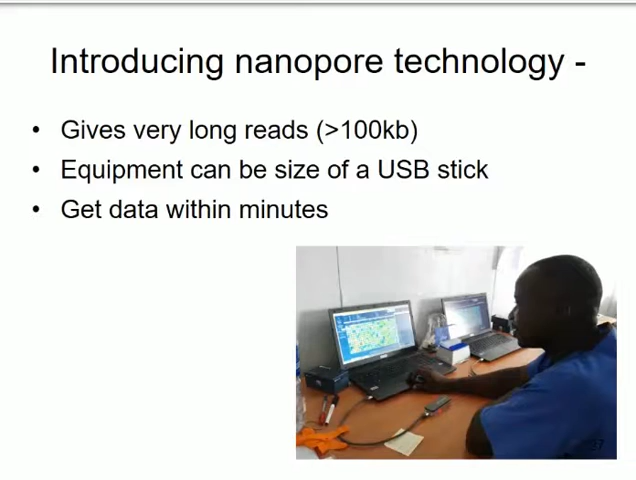 Introducing nanopore technology -
• Gives very long reads (>100kb)
• Equipment can be size of a USB stick
• Get data within minutes
37